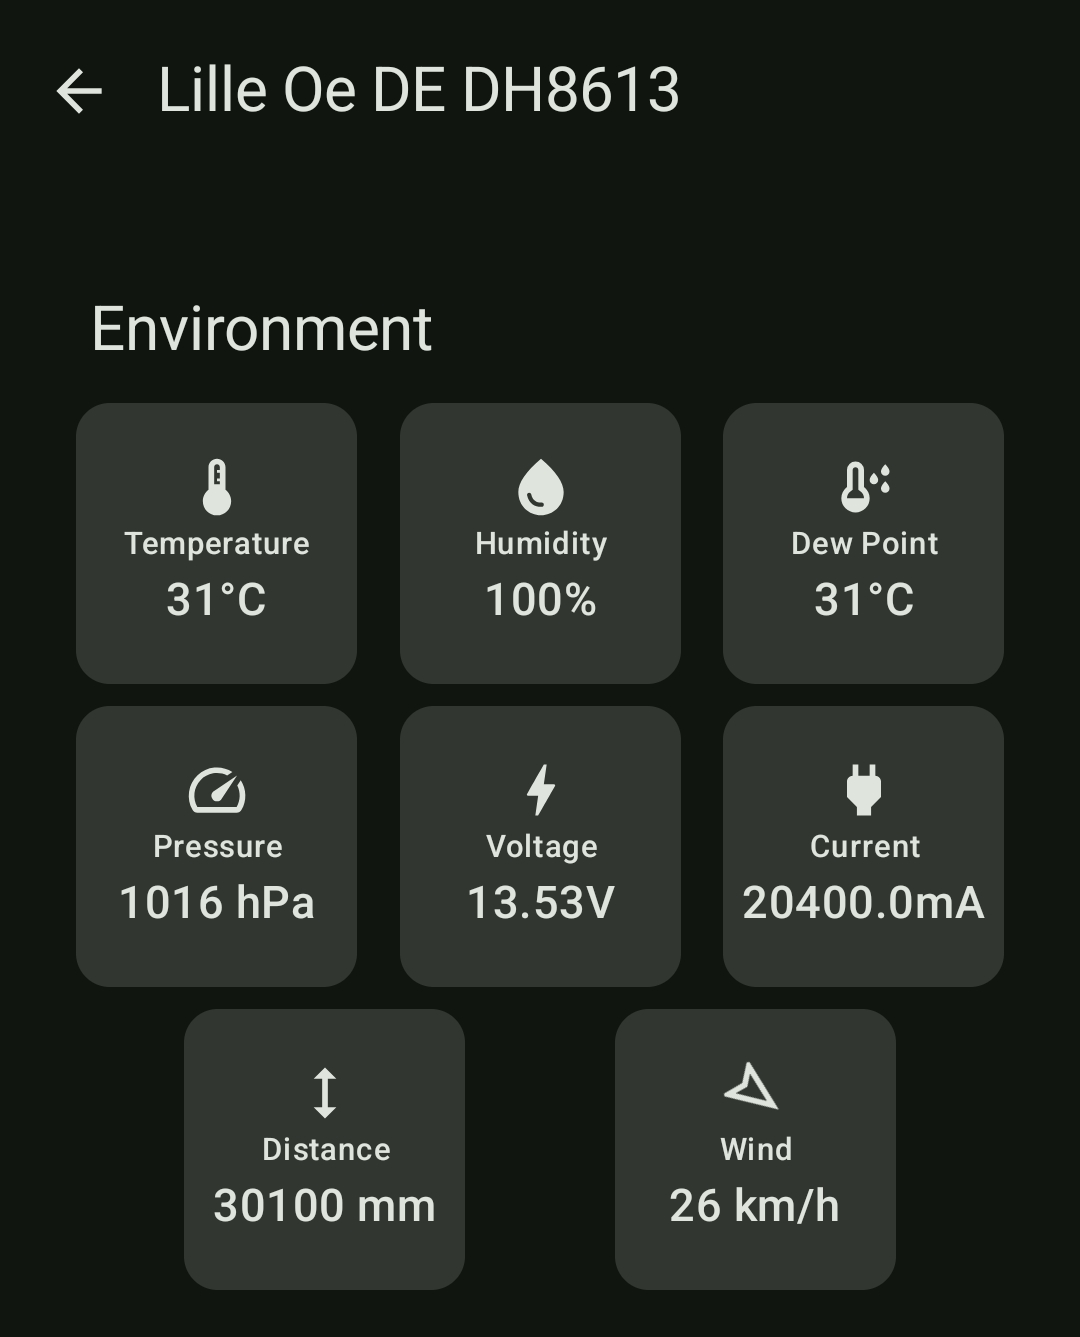 Lille Oe DE DH8613
Environment
Temperature
31°C
Humidity
100%
Dew Point
31°C
Pressure
1016 hPa
Voltage
13.53V
Current
20400.0mA
Distance
30100 mm
Wind
26 km/h